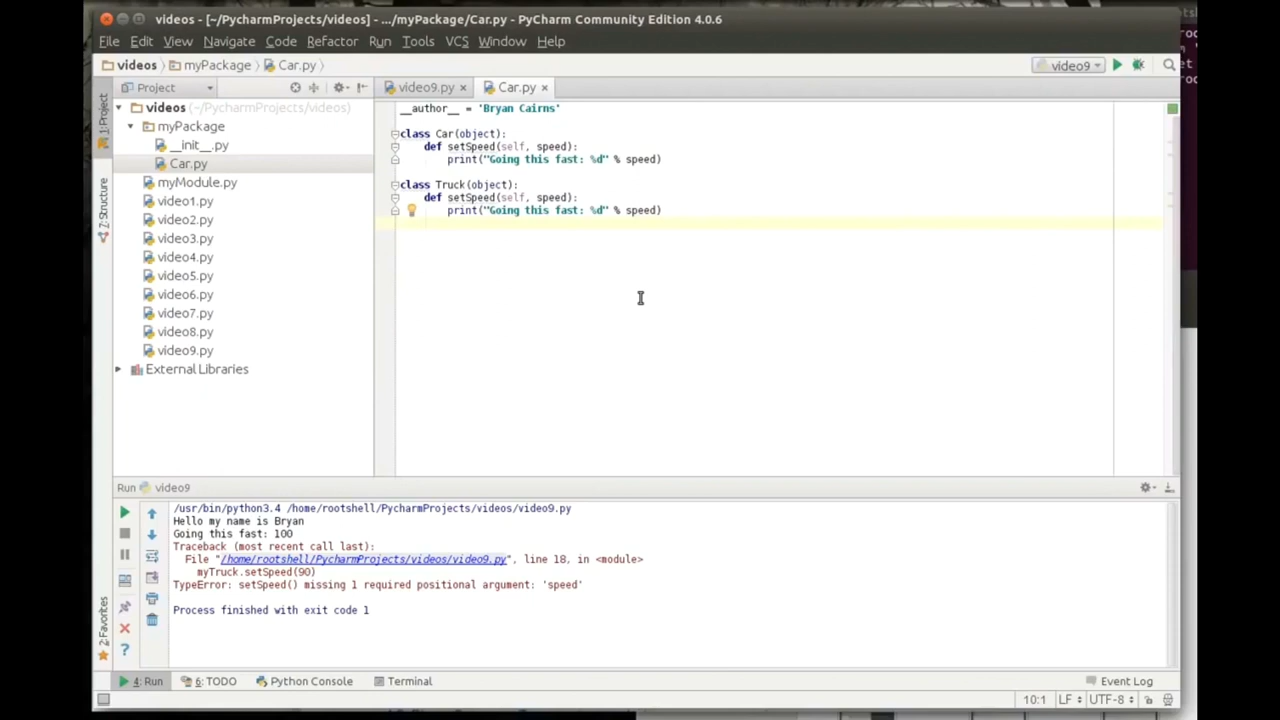 videos - [~/PycharmProjects/videos] - .../myPackage/Car.py - PyCharm Community Edition 4.0.6
File Edit View Navigate Code Refactor Run Tools VCS Window Help
videos myPackage Car.py video9
Project video9.py × Car.py ×
1: Project
Z: Structure
2: Favorites
videos (~/PycharmProjects/videos)
myPackage
__init__.py
Car.py
myModule.py
video1.py
video2.py
video3.py
video4.py
video5.py
video6.py
video7.py
video8.py
video9.py
External Libraries
__author__ = 'Bryan Cairns'
class Car(object):
def setSpeed(self, speed):
print("Going this fast: %d" % speed)
class Truck(object):
def setSpeed(self, speed):
print("Going this fast: %d" % speed)
Run video9
/usr/bin/python3.4 /home/rootshell/PycharmProjects/videos/video9.py
Hello my name is Bryan
Going this fast: 100
Traceback (most recent call last):
File "/home/rootshell/PycharmProjects/videos/video9.py", line 18, in <module>
myTruck.setSpeed(90)
TypeError: setSpeed() missing 1 required positional argument: 'speed'
Process finished with exit code 1
4: Run 6: TODO Python Console Terminal Event Log
10:1 LF UTF-8